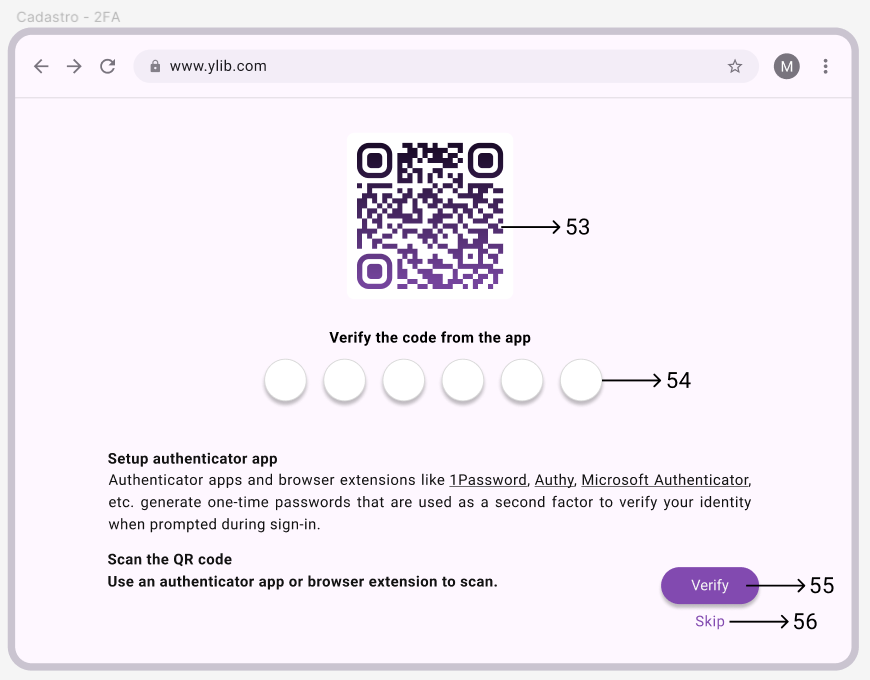 Cadastro - 2FA
www.ylib.com
M
53
Verify the code from the app
54
Setup authenticator app
Authenticator apps and browser extensions like 1Password, Authy, Microsoft Authenticator,
etc. generate one-time passwords that are used as a second factor to verify your identity
when prompted during sign-in.
Scan the QR code
Use an authenticator app or browser extension to scan.
Verify
55
Skip
56